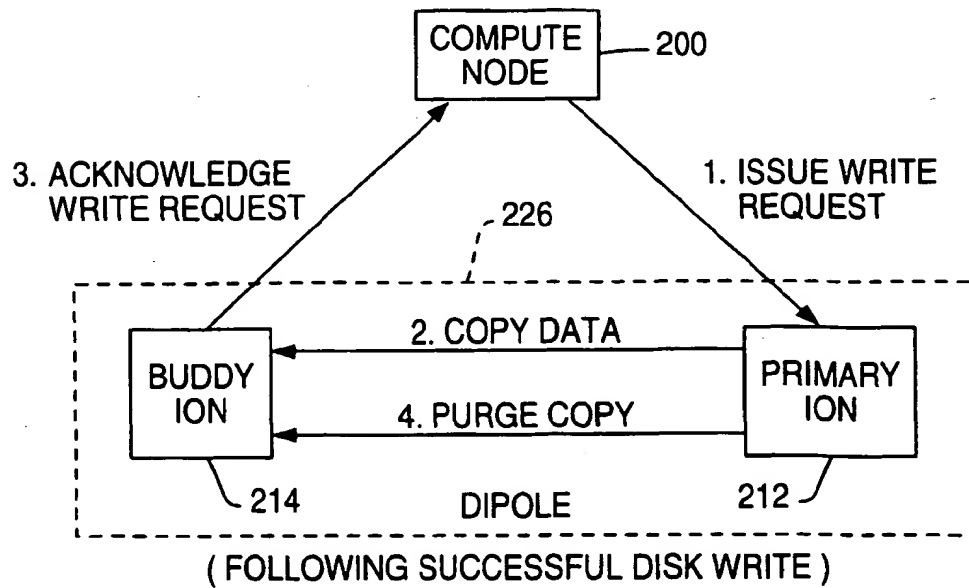 COMPUTE
NODE
200
3. ACKNOWLEDGE
WRITE REQUEST
1. ISSUE WRITE
REQUEST
226
2. COPY DATA
BUDDY
ION
PRIMARY
ION
4. PURGE COPY
214
DIPOLE
212
( FOLLOWING SUCCESSFUL DISK WRITE )